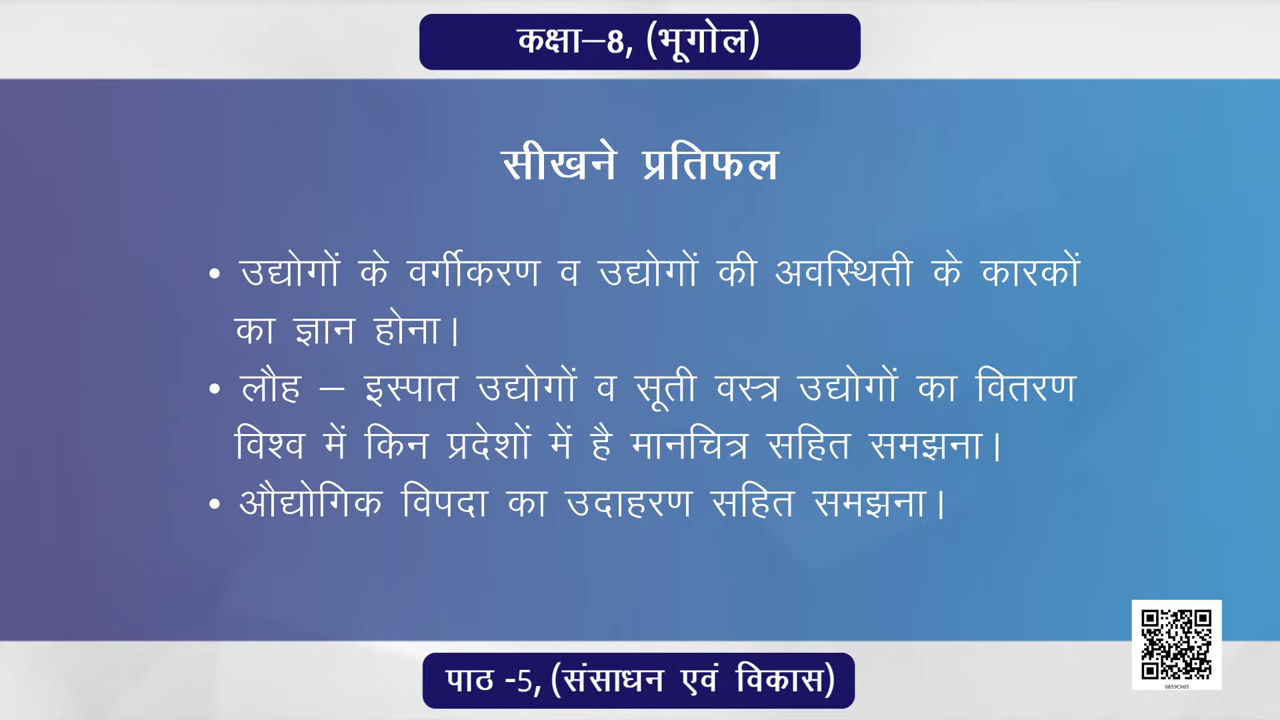 कक्षा–8, (भूगोल)
सीखने प्रतिफल
• उद्योगों के वर्गीकरण व उद्योगों की अवस्थिती के कारकों
का ज्ञान होना।
• लौह – इस्पात उद्योगों व सूती वस्त्र उद्योगों का वितरण
विश्व में किन प्रदेशों में है मानचित्र सहित समझना।
• औद्योगिक विपदा का उदाहरण सहित समझना।
0859CH05
पाठ -5, (संसाधन एवं विकास)